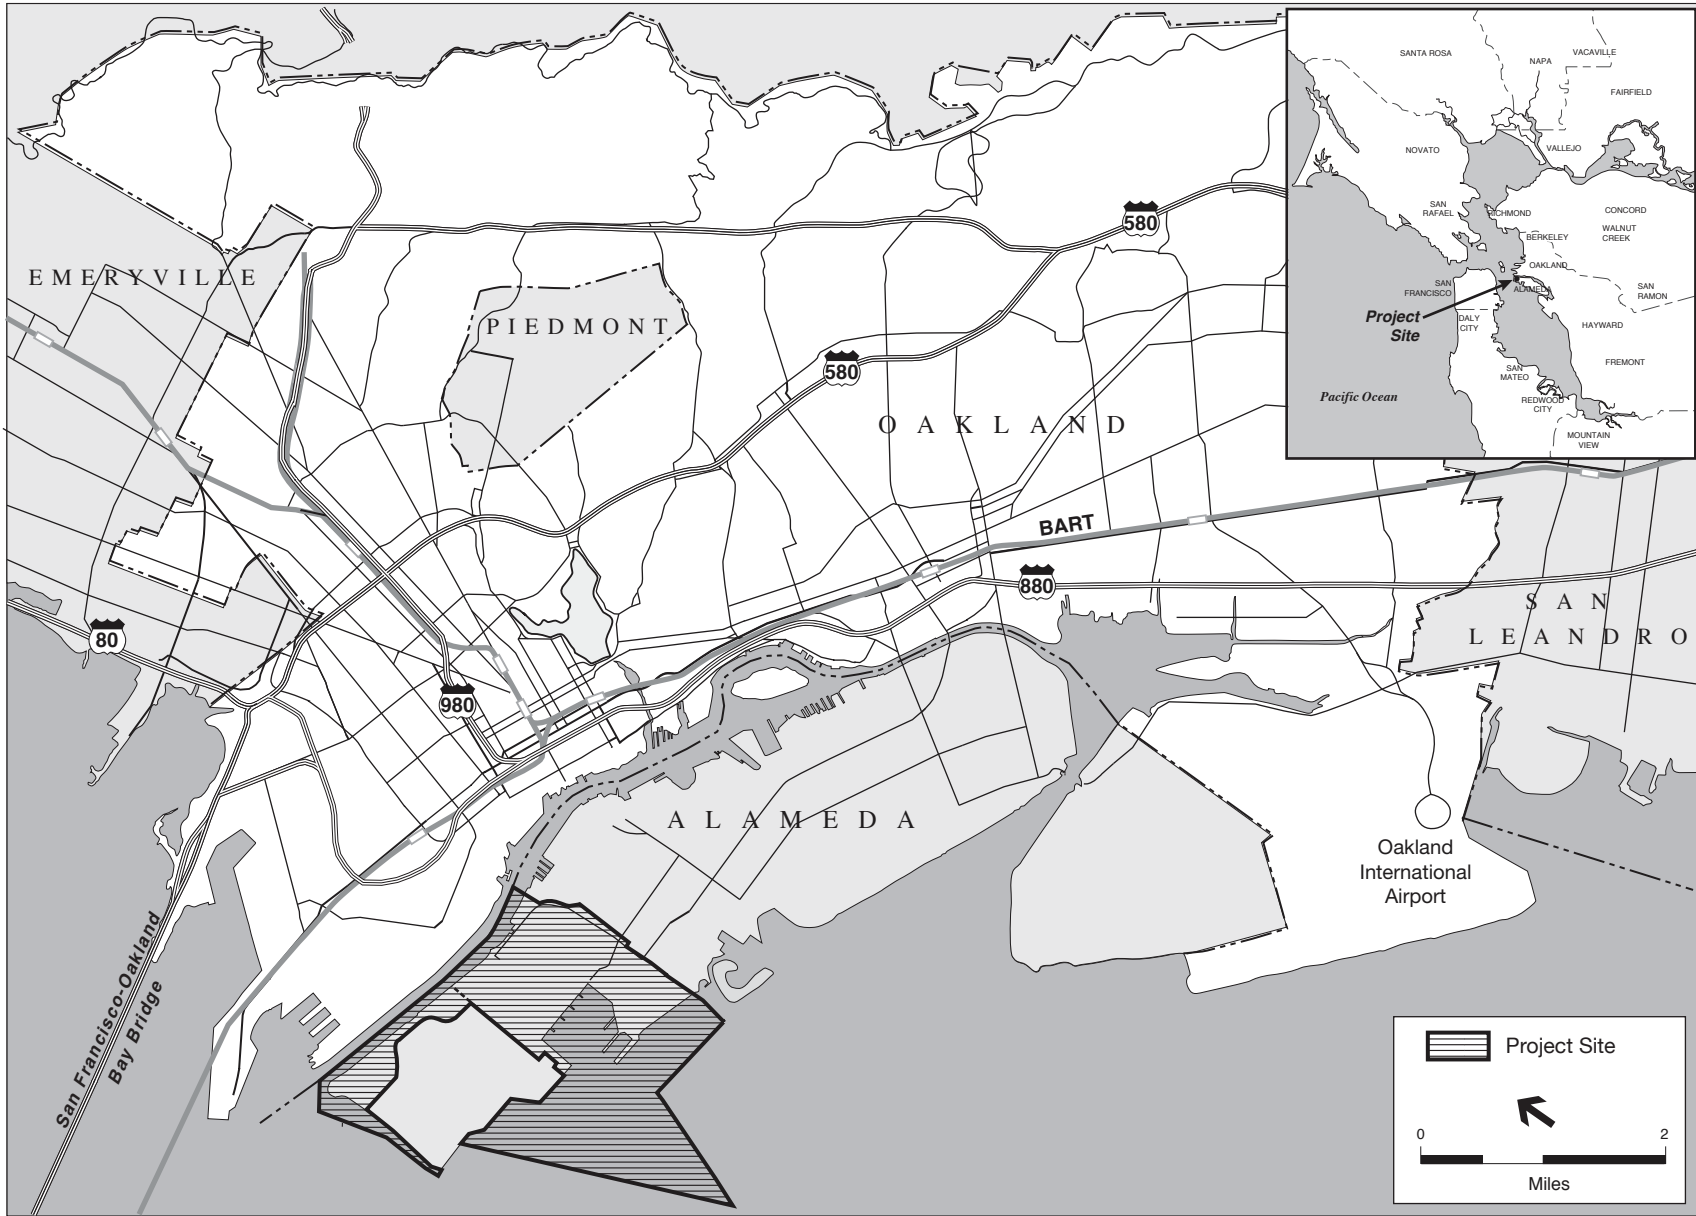 EMERYVILLE
PIEDMONT
580
580
OAKLAND
BART
880
80
980
SAN
LEANDRO
ALAMEDA
Oakland
International
Airport
San Francisco-Oakland
Bay Bridge
SANTA ROSA
VACAVILLE
NAPA
FAIRFIELD
NOVATO
VALLEJO
SAN
RAFAEL
RICHMOND
CONCORD
WALNUT
CREEK
BERKELEY
OAKLAND
SAN
FRANCISCO
ALAMEDA
SAN
RAMON
Project
Site
DALY
CITY
HAYWARD
FREMONT
SAN
MATEO
Pacific Ocean
REDWOOD
CITY
MOUNTAIN
VIEW
Project Site
0
2
Miles